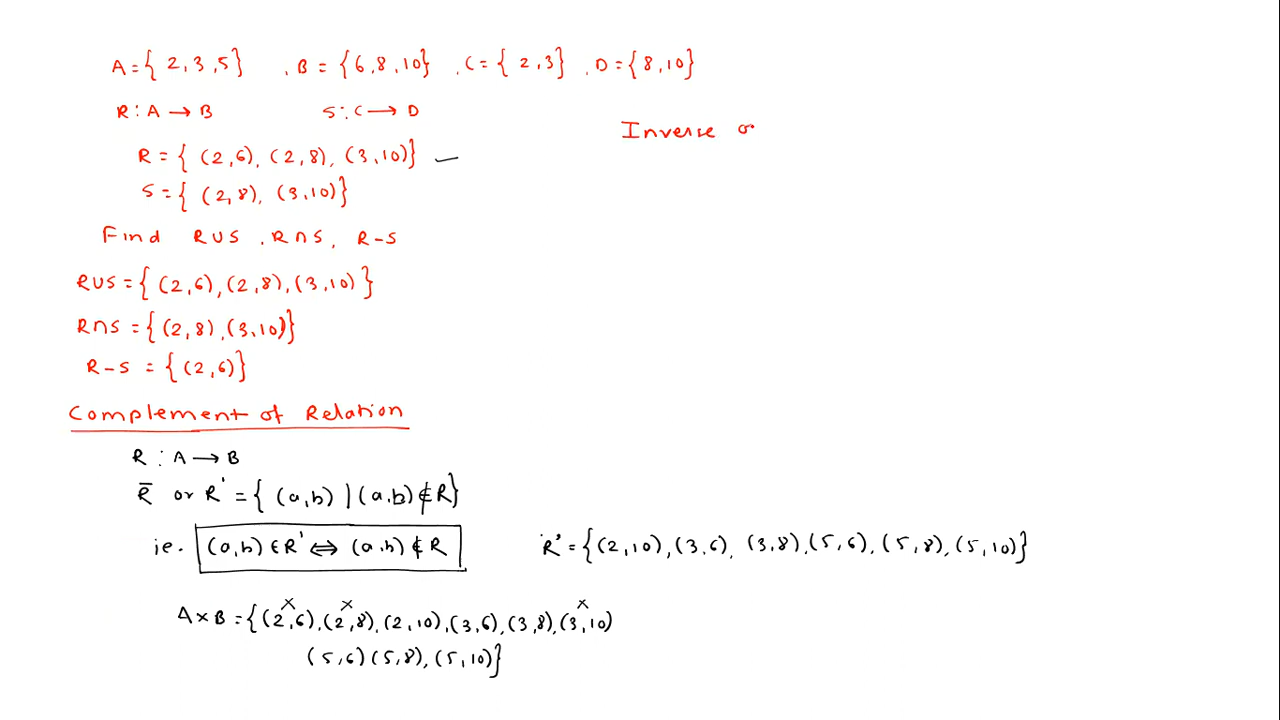 A = { 2, 3, 5} , B = {6, 8, 10} , C = { 2, 3} , D = {8, 10}
R : A → B S : C → D
Inverse o
R = { (2, 6), (2, 8), (3, 10)}
S = { (2, 8), (3, 10)}
Find R∪S , R∩S, R-S
R∪S = { (2, 6), (2, 8), (3, 10) }
R∩S = { (2, 8), (3, 10)}
R-S = { (2, 6)}
Complement of Relation
R : A → B
R̅ or R' = { (a, b) | (a, b) ∉ R}
ie. (a, b) ∈ R' ⇔ (a, b) ∉ R
R' = {(2, 10), (3, 6), (3, 8), (5, 6), (5, 8), (5, 10)}
x x x
A × B = {(2, 6), (2, 8), (2, 10), (3, 6), (3, 8), (3, 10)
(5, 6) (5, 8), (5, 10)}